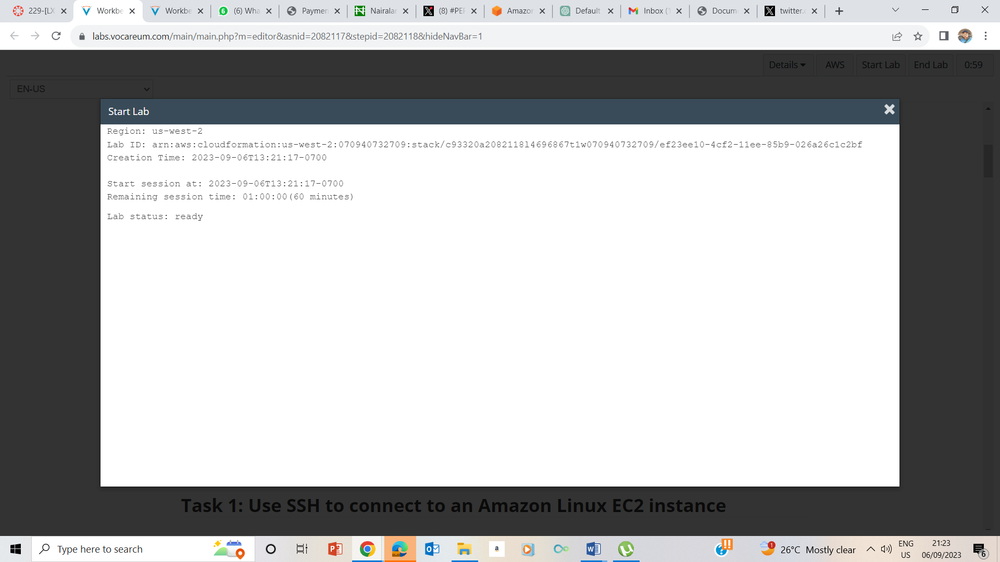 229-[LX
Workbe
Workbe
(6) Wha
Paymen
Nairalan
(8) #PER
Amazon
Default
Inbox (1
Docum
twitter.c
labs.vocareum.com/main/main.php?m=editor&asnid=2082117&stepid=2082118&hideNavBar=1
Details AWS Start Lab End Lab 0:59
EN-US
Start Lab
Region: us-west-2
Lab ID: arn:aws:cloudformation:us-west-2:070940732709:stack/c93320a2082118l4696867t1w070940732709/ef23ee10-4cf2-11ee-85b9-026a26c1c2bf
Creation Time: 2023-09-06T13:21:17-0700
Start session at: 2023-09-06T13:21:17-0700
Remaining session time: 01:00:00(60 minutes)
Lab status: ready
Task 1: Use SSH to connect to an Amazon Linux EC2 instance
Type here to search
26°C Mostly clear
ENG
US
21:23
06/09/2023
6